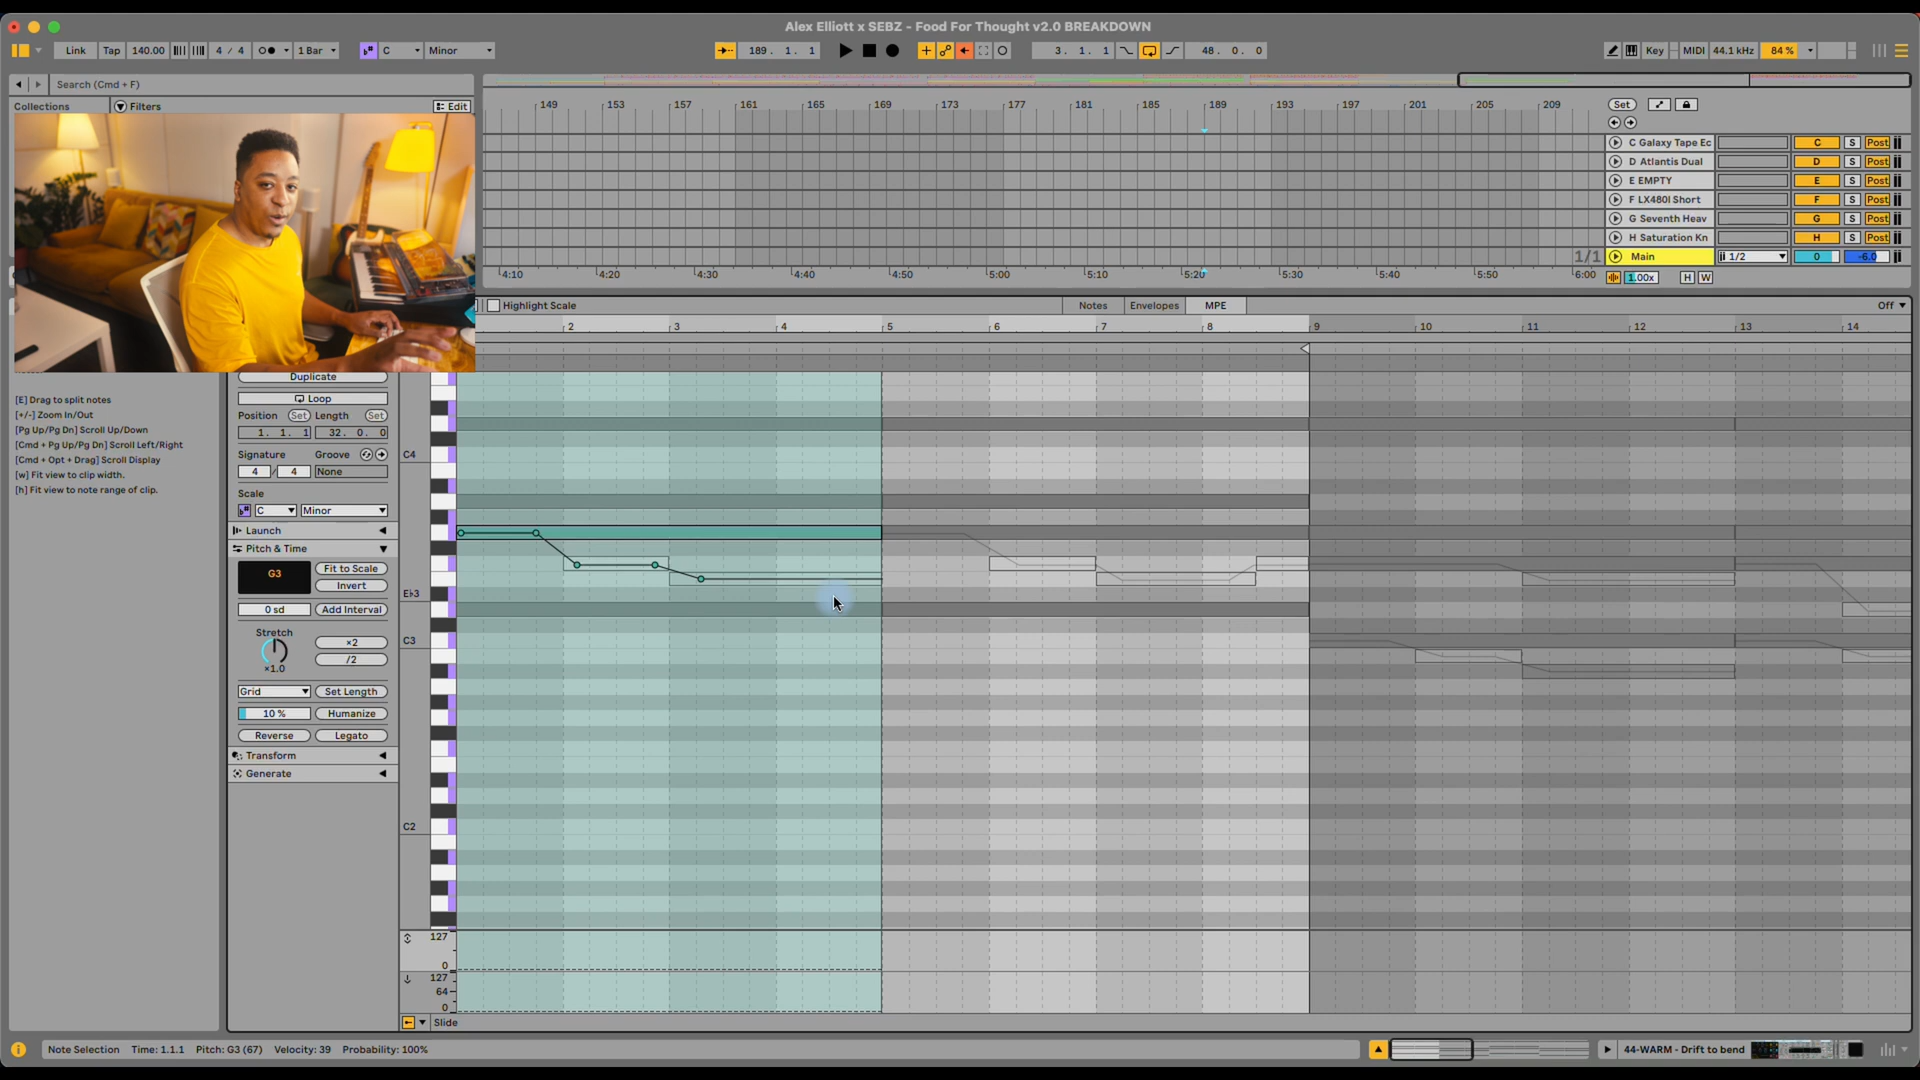 Alex Elliott x SEBZ - Food For Thought v2.0 BREAKDOWN
Link Tap 140.00 4 / 4 1 Bar C Minor 189. 1. 1 3. 1. 1 48. 0. 0 Key MIDI 44.1 kHz 84 %
Search (Cmd + F)
Collections Filters Edit
149 153 157 161 165 169 173 177 181 185 189 193 197 201 205 209 Set
C Galaxy Tape Ec C S Post
D Atlantis Dual D S Post
E EMPTY E S Post
F LX480l Short F S Post
G Seventh Heav G S Post
H Saturation Kn H S Post
1/1 Main 1/2 0 -6.0
4:10 4:20 4:30 4:40 4:50 5:00 5:10 5:20 5:30 5:40 5:50 6:00 1.00x H W
Highlight Scale Notes Envelopes MPE Off
2 3 4 5 6 7 8 9 10 11 12 13 14
[E] Drag to split notes
[+/-] Zoom In/Out
[Pg Up/Pg Dn] Scroll Up/Down
[Cmd + Pg Up/Pg Dn] Scroll Left/Right
[Cmd + Opt + Drag] Scroll Display
[w] Fit view to clip width.
[h] Fit view to note range of clip.
Duplicate
Loop
Position Set Length Set
1. 1. 1 32. 0. 0
Signature Groove
4 / 4 None
Scale
C Minor
Launch
Pitch & Time
G3 Fit to Scale
Invert
0 sd Add Interval
Stretch
×2
/2
×1.0
Grid Set Length
10 % Humanize
Reverse Legato
Transform
Generate
C4
E♭3
C3
C2
127
0
127
64
0
Slide
Note Selection Time: 1.1.1 Pitch: G3 (67) Velocity: 39 Probability: 100% 44-WARM - Drift to bend